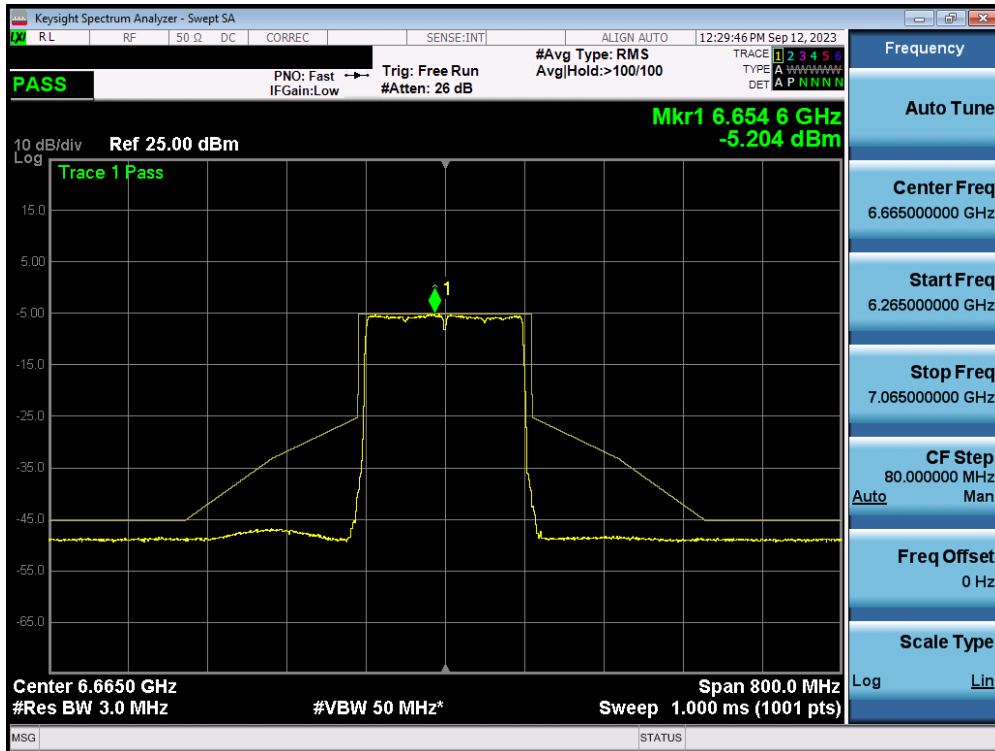 Keysight Spectrum Analyzer - Swept SA
LXI RL RF 50 Ω DC CORREC SENSE:INT ALIGN AUTO 12:29:46 PM Sep 12, 2023
PASS
PNO: Fast
IFGain:Low
Trig: Free Run
#Atten: 26 dB
#Avg Type: RMS
Avg|Hold:>100/100
TRACE 1 2 3 4 5 6
TYPE A WWWWW
DET A P N N N N
Mkr1 6.654 6 GHz
-5.204 dBm
10 dB/div Ref 25.00 dBm
Log
Trace 1 Pass
15.0
5.00
1
-5.00
-15.0
-25.0
-35.0
-45.0
-55.0
-65.0
Center 6.6650 GHz Span 800.0 MHz
#Res BW 3.0 MHz #VBW 50 MHz* Sweep 1.000 ms (1001 pts)
MSG STATUS
Frequency
Auto Tune
Center Freq
6.665000000 GHz
Start Freq
6.265000000 GHz
Stop Freq
7.065000000 GHz
CF Step
80.000000 MHz
Auto Man
Freq Offset
0 Hz
Scale Type
Log Lin